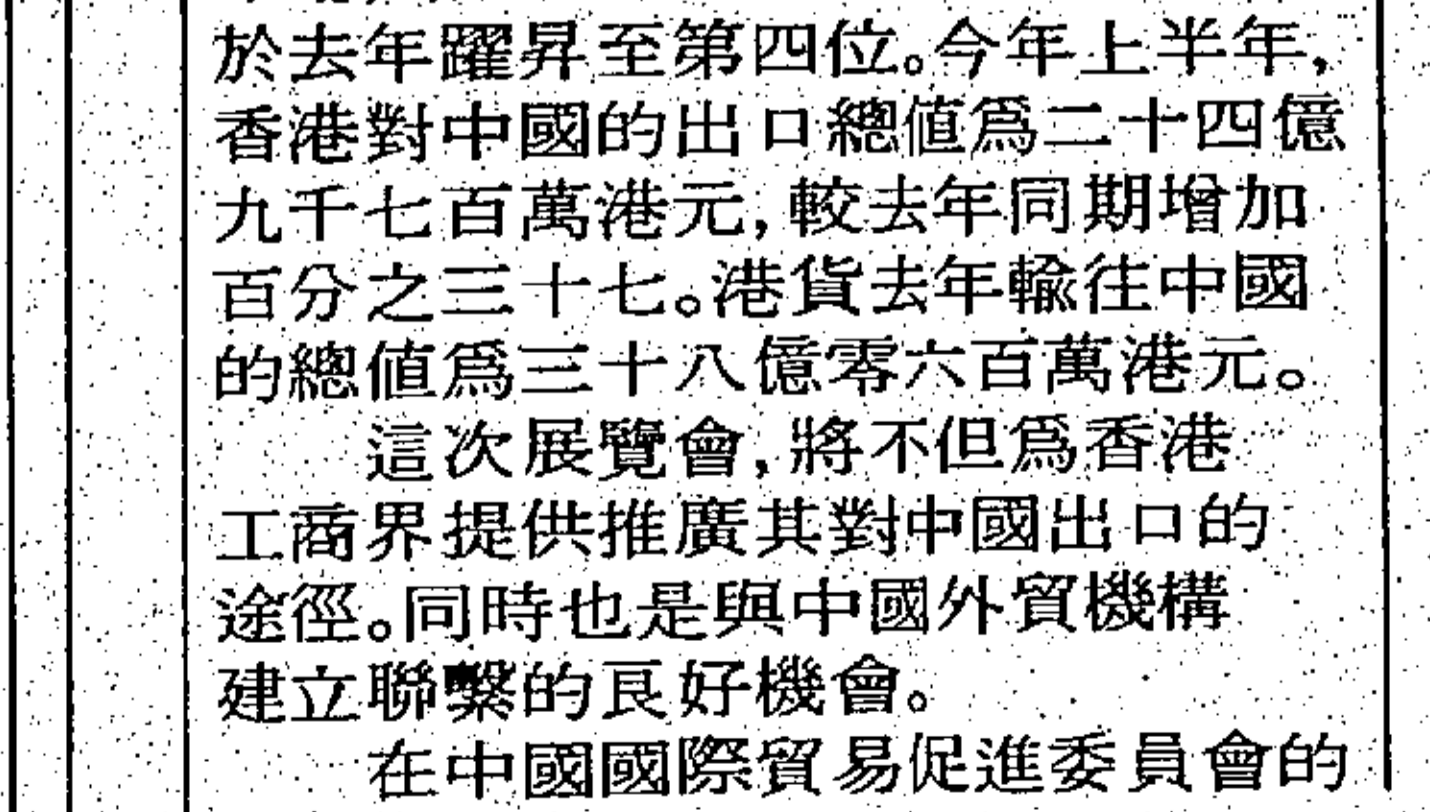 於去年躍昇至第四位。今年上半年,
香港對中國的出口總值爲二十四億
九千七百萬港元,較去年同期增加
百分之三十七。港貨去年輸往中國
的總值爲三十八億零六百萬港元。
這次展覽會,將不但爲香港
工商界提供推廣其對中國出口的
途徑。同時也是與中國外貿機構
建立聯繫的良好機會。
在中國國際貿易促進委員會的